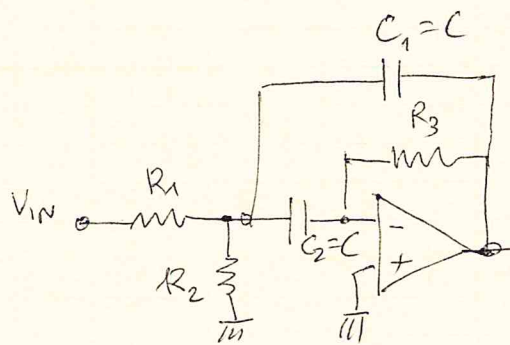 C₁ = C
R₃
R₁
VIN
C₂ = C
R₂
-
+